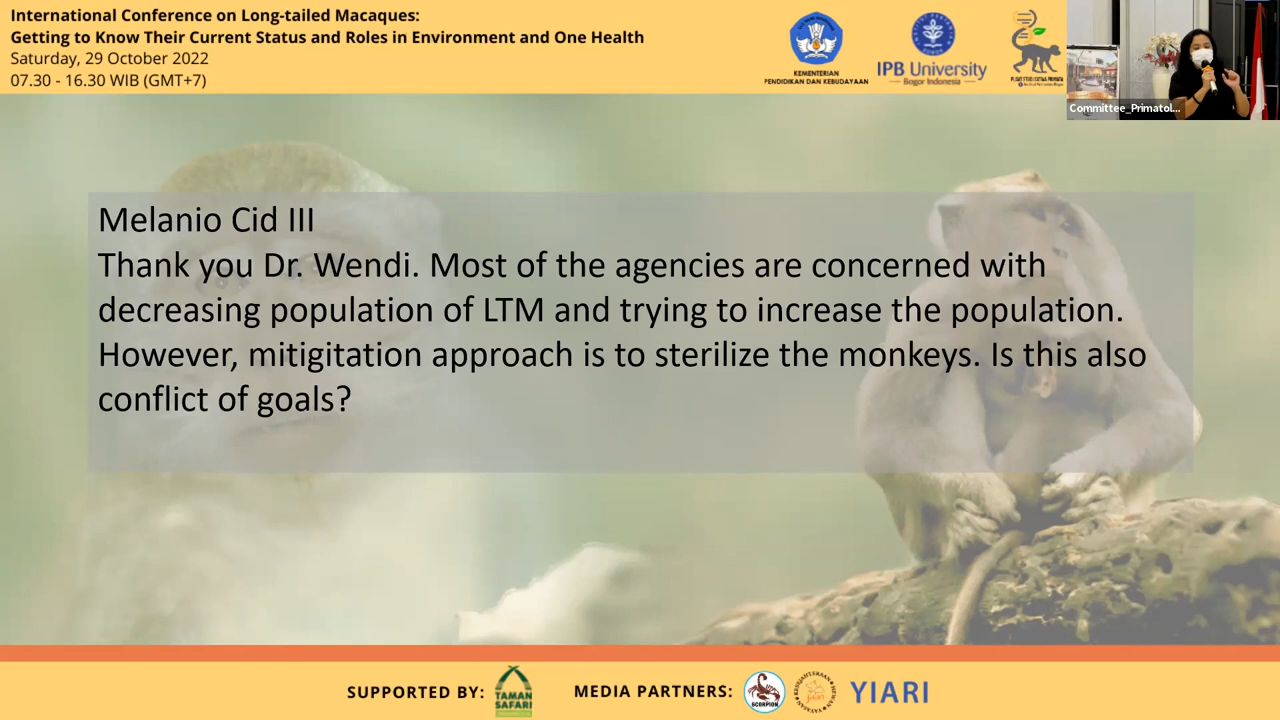 International Conference on Long-tailed Macaques:
Getting to Know Their Current Status and Roles in Environment and One Health
Saturday, 29 October 2022
07.30 - 16.30 WIB (GMT+7)
KEMENTERIAN
PENDIDIKAN DAN KEBUDAYAAN
IPB University
Bogor Indonesia
Committee_Primatol...
Melanio Cid III
Thank you Dr. Wendi. Most of the agencies are concerned with
decreasing population of LTM and trying to increase the population.
However, mitigitation approach is to sterilize the monkeys. Is this also
conflict of goals?
SUPPORTED BY:
TAMAN
SAFARI
MEDIA PARTNERS:
SCORPION
YIARI